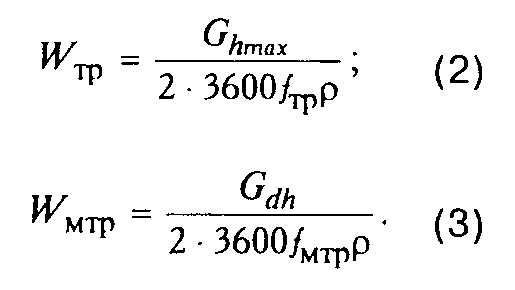 W_тр = G_hmax / (2 · 3600 f_тр ρ) ; (2)
W_мтр = G_dh / (2 · 3600 f_мтр ρ) . (3)